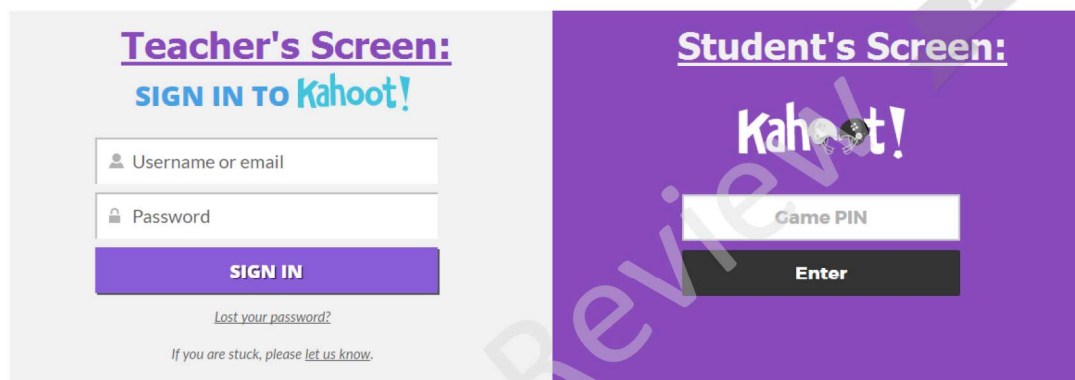 Teacher's Screen:
SIGN IN TO Kahoot!
Username or email
Password
SIGN IN
Lost your password?
If you are stuck, please let us know.
Student's Screen:
Kahoot!
Game PIN
Enter
Review